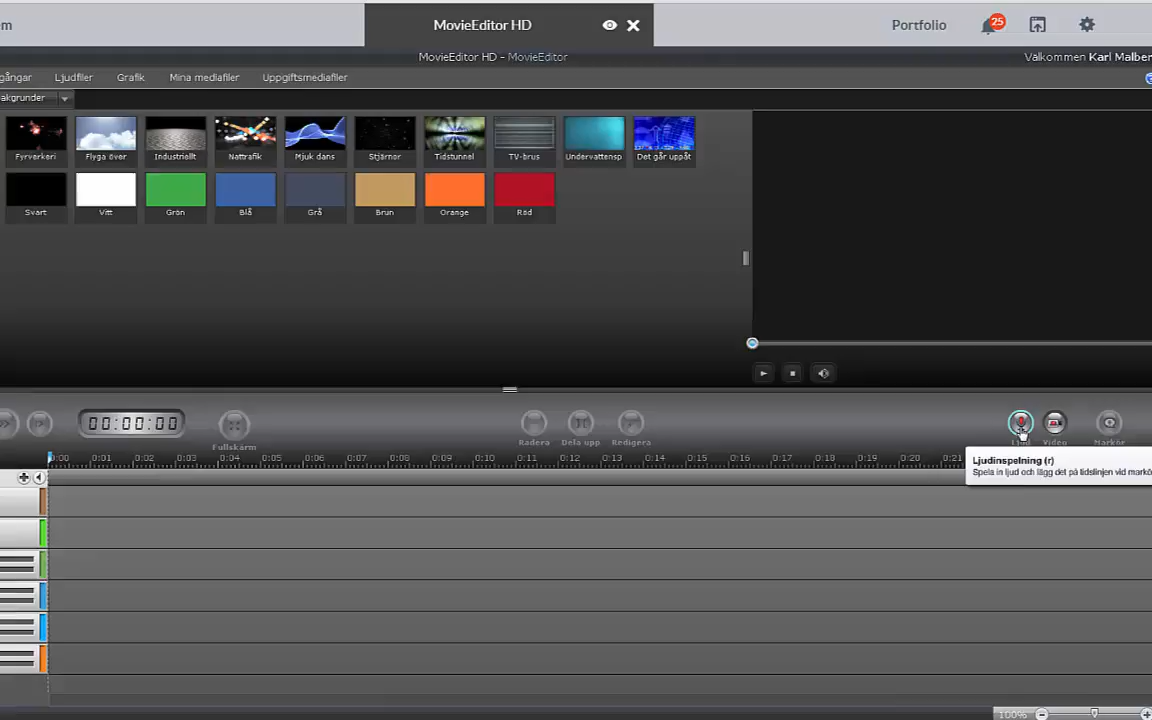 em
MovieEditor HD
Portfolio
25
MovieEditor HD - MovieEditor
Välkommen Karl Malber
gångar
Ljudfiler
Grafik
Mina mediafiler
Uppgiftsmediafiler
akgrunder
Fyrverkeri
Flyga över
Industriellt
Nattrafik
Mjuk dans
Stjärnor
Tidstunnel
TV-brus
Undervattensp
Det går uppåt
Svart
Vitt
Grön
Blå
Grå
Brun
Orange
Röd
00:00:00
Fullskärm
Radera
Dela upp
Redigera
Ljud
Video
Markör
0:00 0:01 0:02 0:03 0:04 0:05 0:06 0:07 0:08 0:09 0:10 0:11 0:12 0:13 0:14 0:15 0:16 0:17 0:18 0:19 0:20 0:21
Ljudinspelning (r)
Spela in ljud och lägg det på tidslinjen vid markö
100%